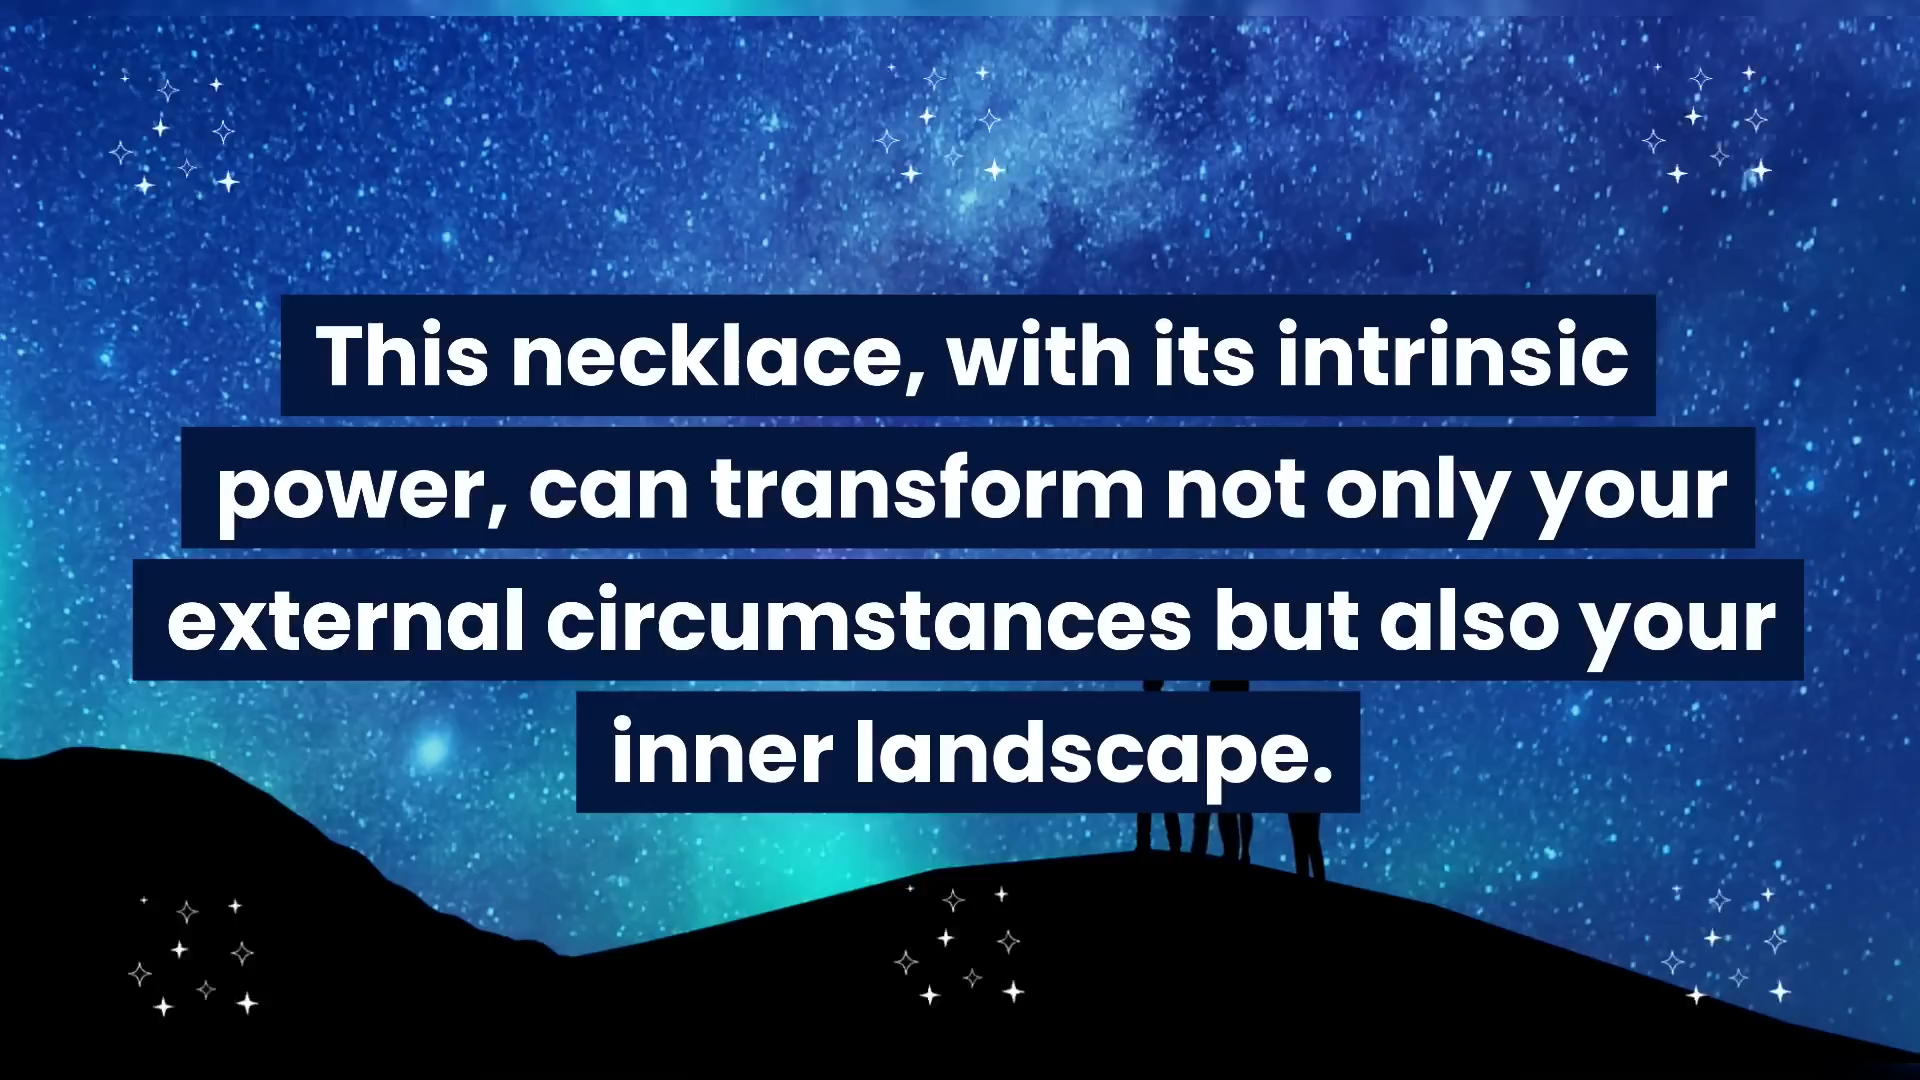 This necklace, with its intrinsic
power, can transform not only your
external circumstances but also your
inner landscape.